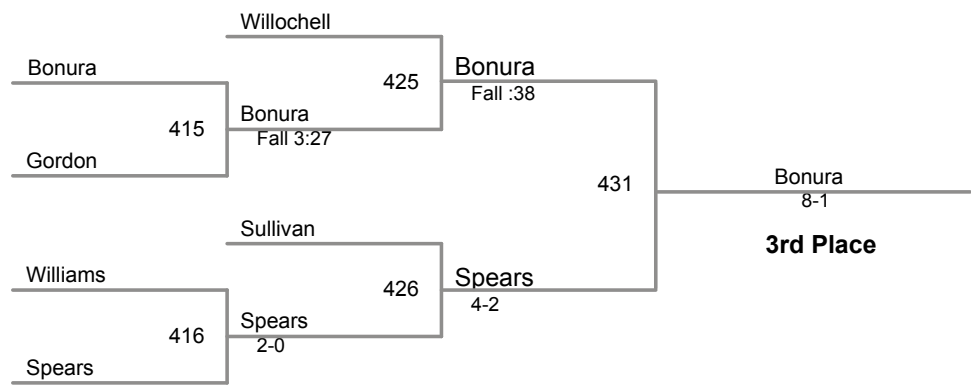 Willochell
Bonura
425
Bonura
Fall :38
415
Bonura
Fall 3:27
Gordon
431
Bonura
8-1
3rd Place
Sullivan
Williams
426
Spears
4-2
416
Spears
2-0
Spears